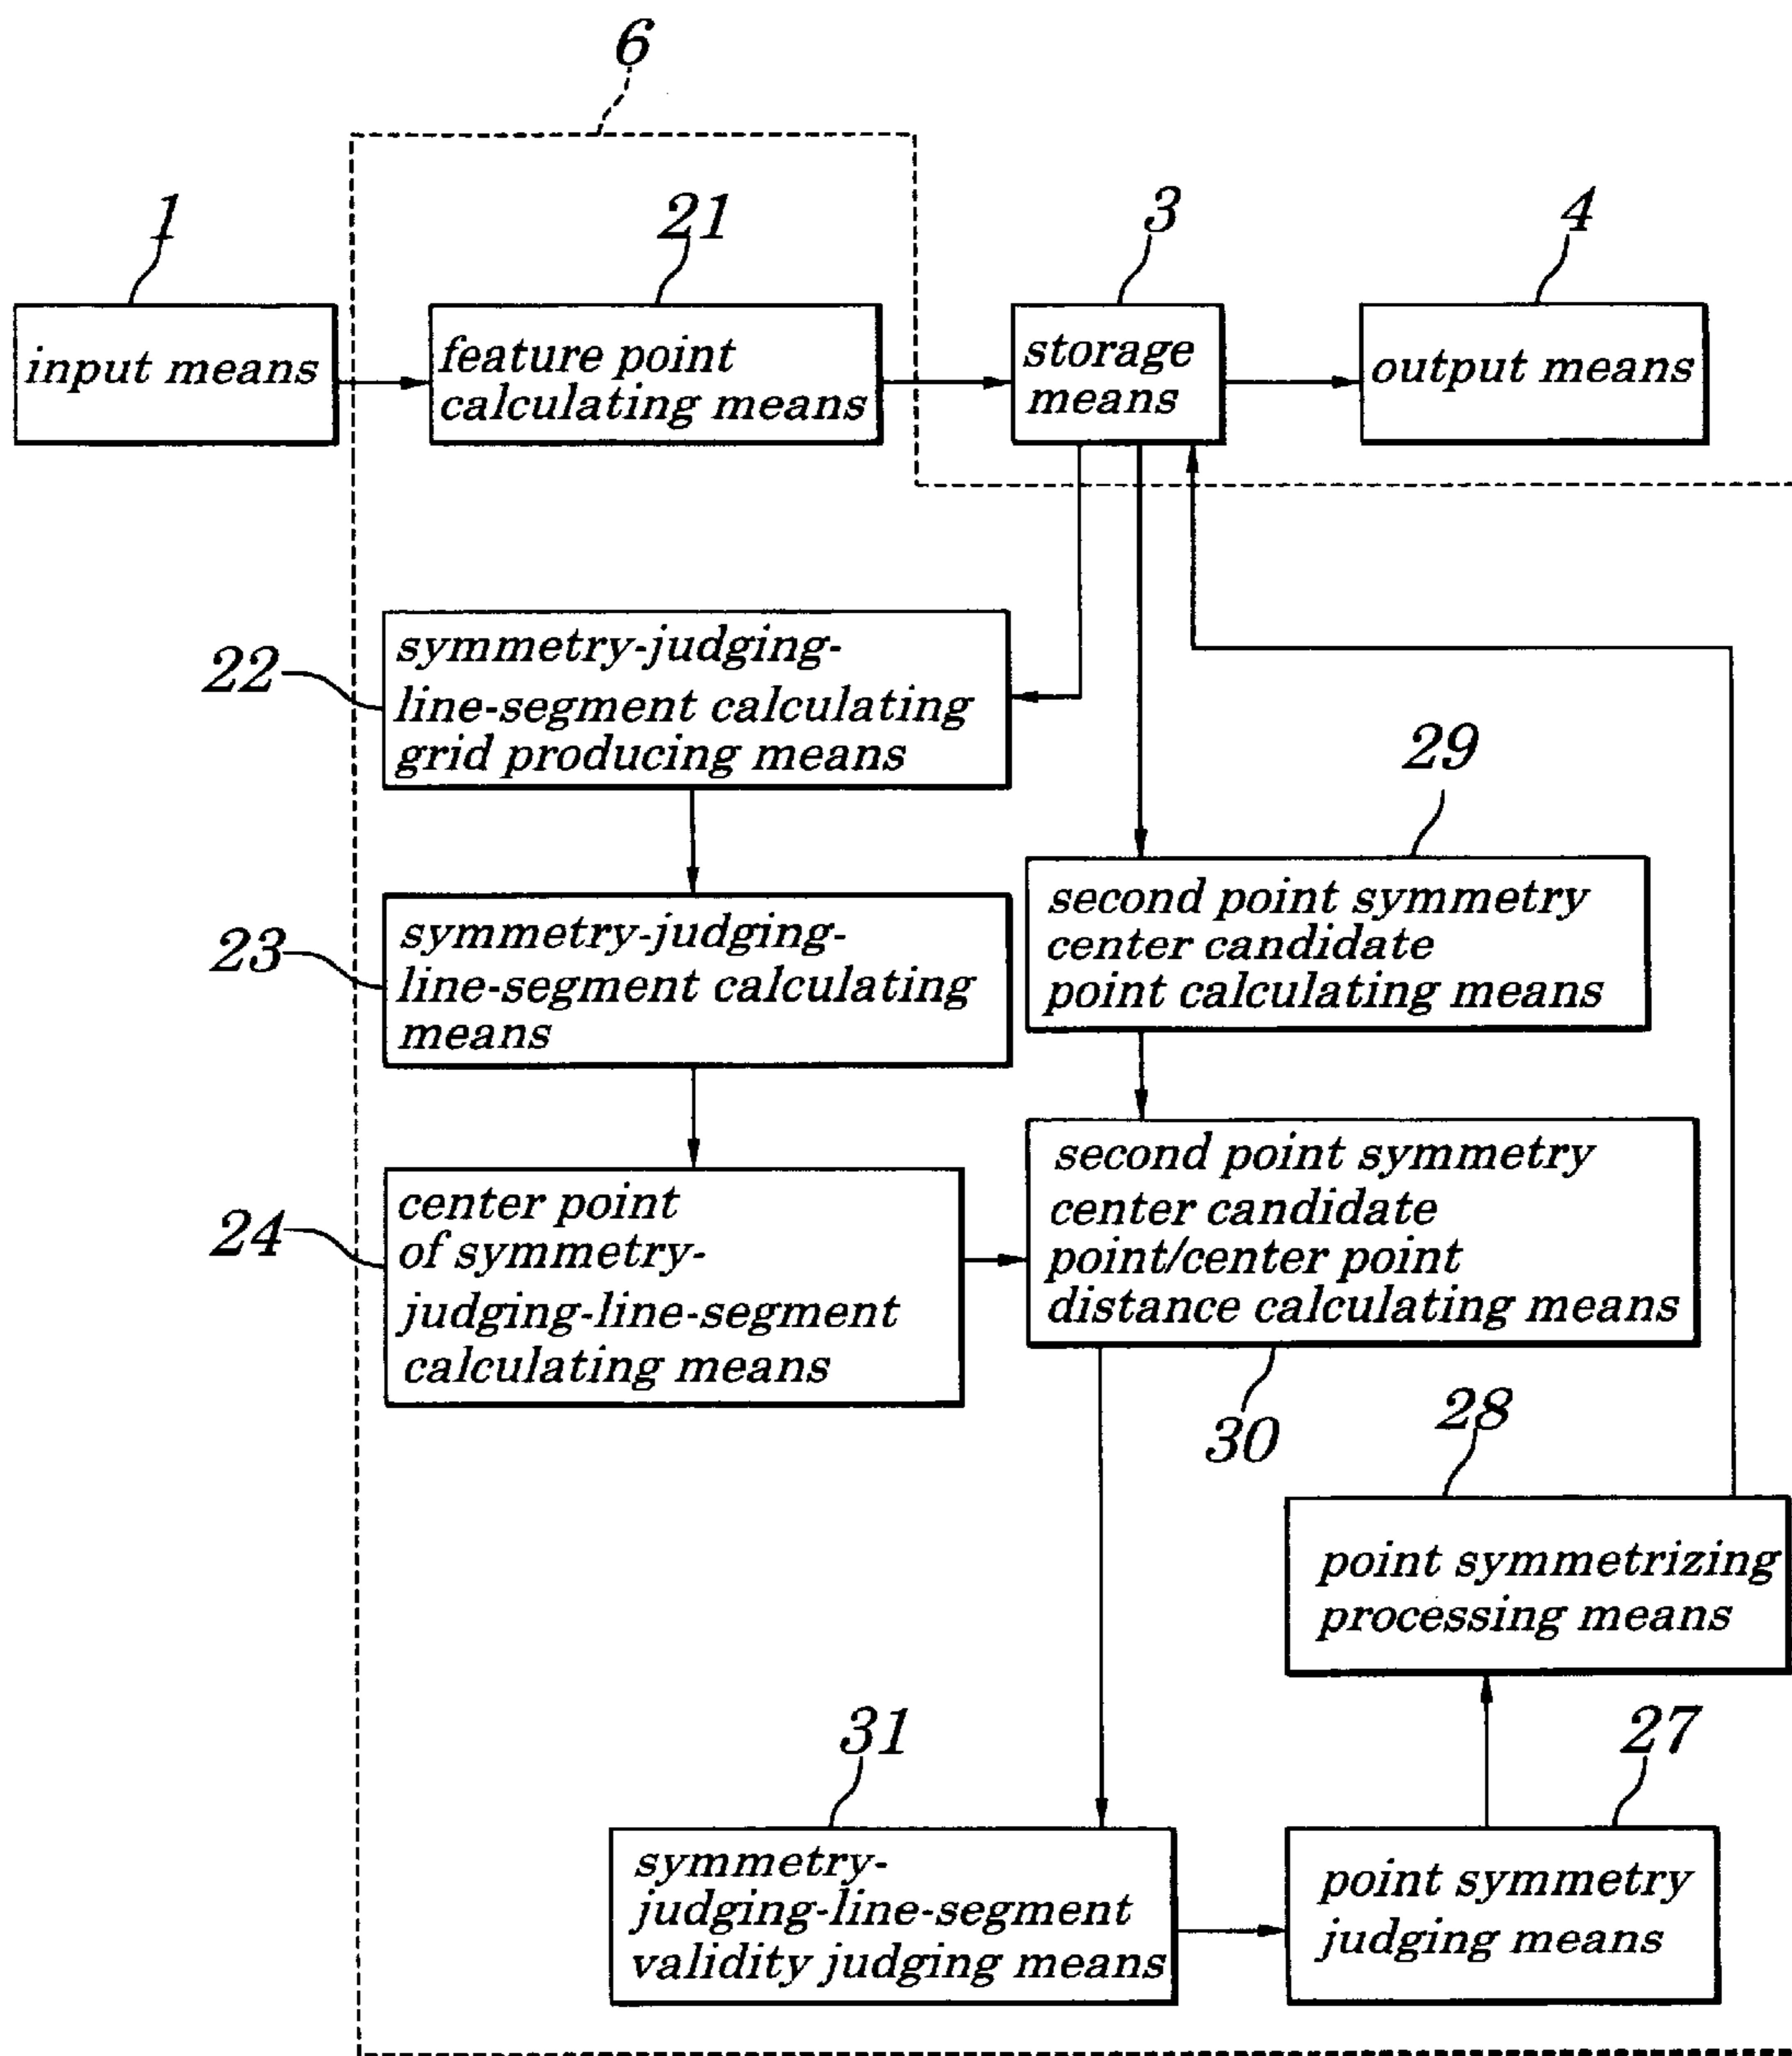 6
1
21
3
4
input means
feature point
calculating means
storage
means
output means
22
symmetry-judging-
line-segment calculating
grid producing means
29
23
symmetry-judging-
line-segment calculating
means
second point symmetry
center candidate
point calculating means
24
center point
of symmetry-
judging-line-segment
calculating means
second point symmetry
center candidate
point/center point
distance calculating means
30
28
point symmetrizing
processing means
31
27
symmetry-
judging-line-segment
validity judging means
point symmetry
judging means